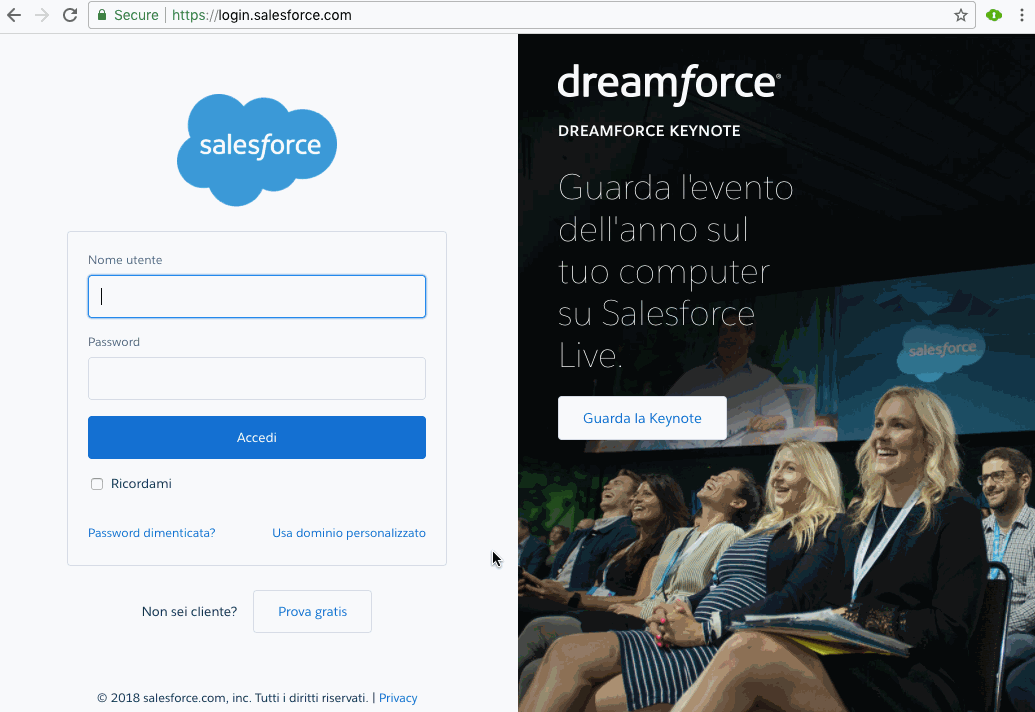 Secure
https://login.salesforce.com
salesforce
Nome utente
Password
Accedi
Ricordami
Password dimenticata?
Usa dominio personalizzato
Non sei cliente?
Prova gratis
© 2018 salesforce.com, inc. Tutti i diritti riservati. | Privacy
dreamforce®
DREAMFORCE KEYNOTE
Guarda l'evento
dell'anno sul
tuo computer
su Salesforce
Live.
Guarda la Keynote
salesforce